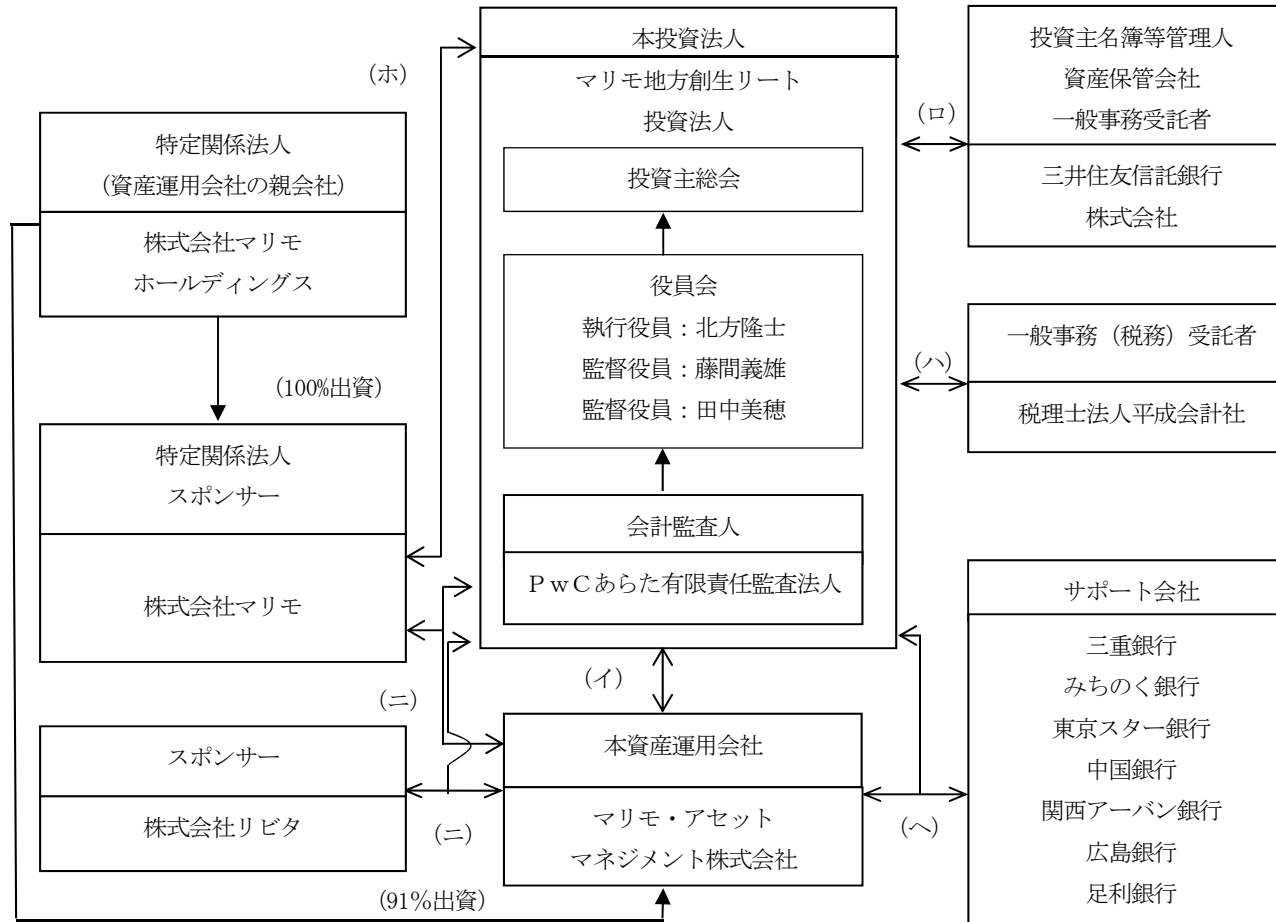 本投資法人
マリモ地方創生リート
投資法人
投資主総会
役員会
執行役員：北方隆士
監督役員：藤間義雄
監督役員：田中美穂
会計監査人
ＰｗＣあらた有限責任監査法人
(ホ)
特定関係法人
(資産運用会社の親会社)
株式会社マリモ
ホールディングス
(100%出資)
特定関係法人
スポンサー
株式会社マリモ
(ニ)
スポンサー
株式会社リビタ
(ニ)
(91%出資)
(イ)
本資産運用会社
マリモ・アセット
マネジメント株式会社
(ロ)
投資主名簿等管理人
資産保管会社
一般事務受託者
三井住友信託銀行
株式会社
(ハ)
一般事務（税務）受託者
税理士法人平成会計社
サポート会社
三重銀行
みちのく銀行
東京スター銀行
中国銀行
関西アーバン銀行
広島銀行
足利銀行
(ヘ)